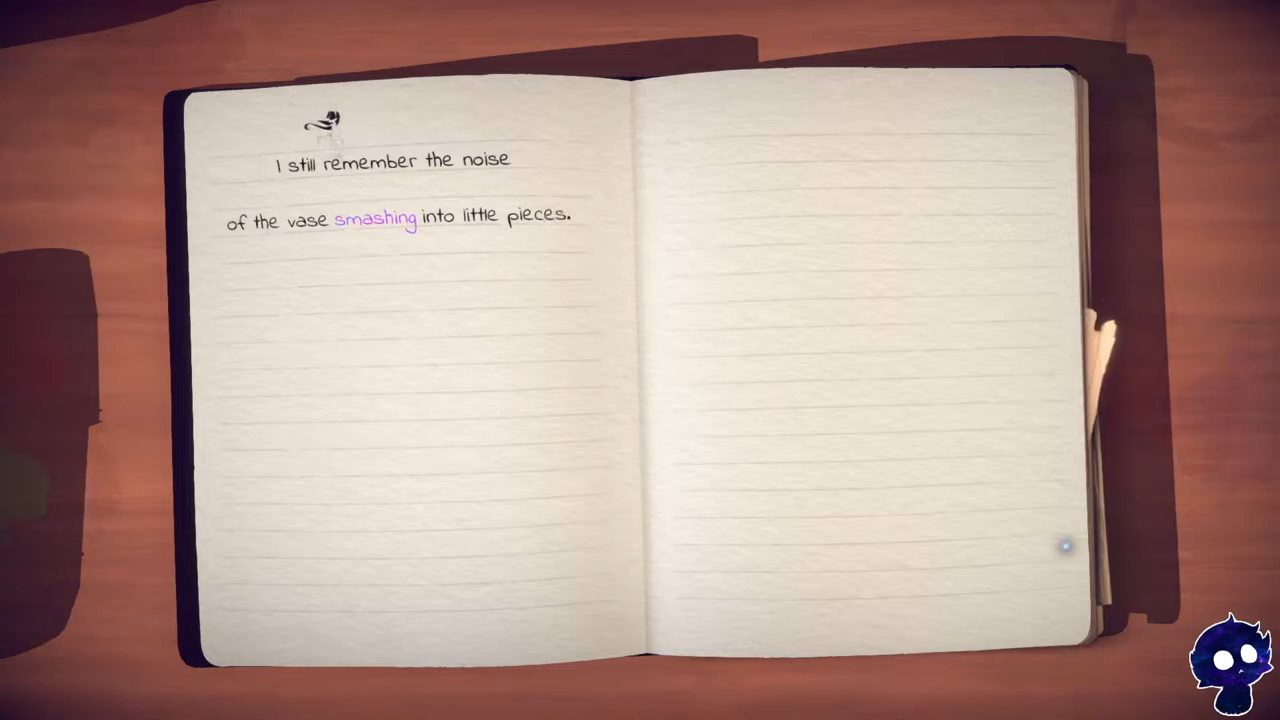 I still remember the noise
of the vase smashing into little pieces.